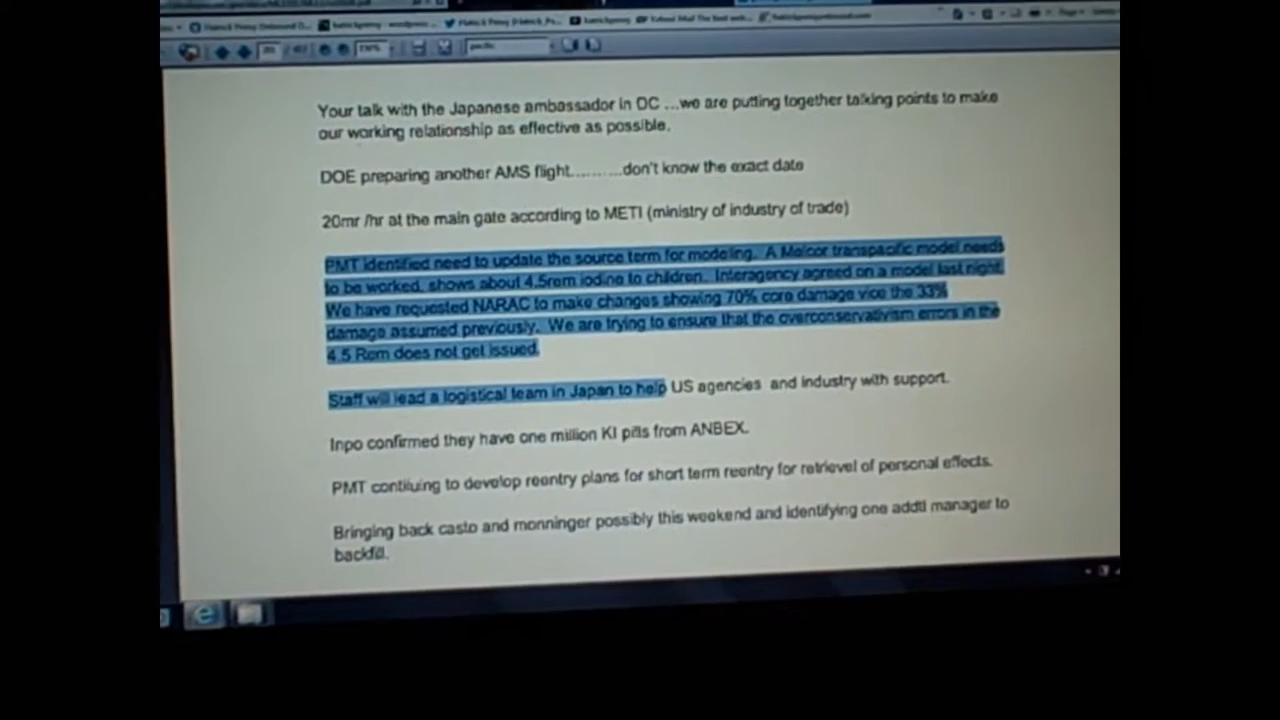 Your talk with the Japanese ambassador in DC ...we are putting together talking points to make
our working relationship as effective as possible.
DOE preparing another AMS flight..........don't know the exact date
20mr /hr at the main gate according to METI (ministry of industry of trade)
PMT identified need to update the source term for modeling. A Melcor transpacific model needs
to be worked, shows about 4.5rem iodine to children. Interagency agreed on a model last night.
We have requested NARAC to make changes showing 70% core damage vice the 33%
damage assumed previously. We are trying to ensure that the overconservativism errors in the
4.5 Rem does not get issued.
Staff will lead a logistical team in Japan to help US agencies and industry with support.
Inpo confirmed they have one million KI pills from ANBEX.
PMT contiiuing to develop reentry plans for short term reentry for retrievel of personal effects.
Bringing back casto and monninger possibly this weekend and identifying one addtl manager to
backfill.